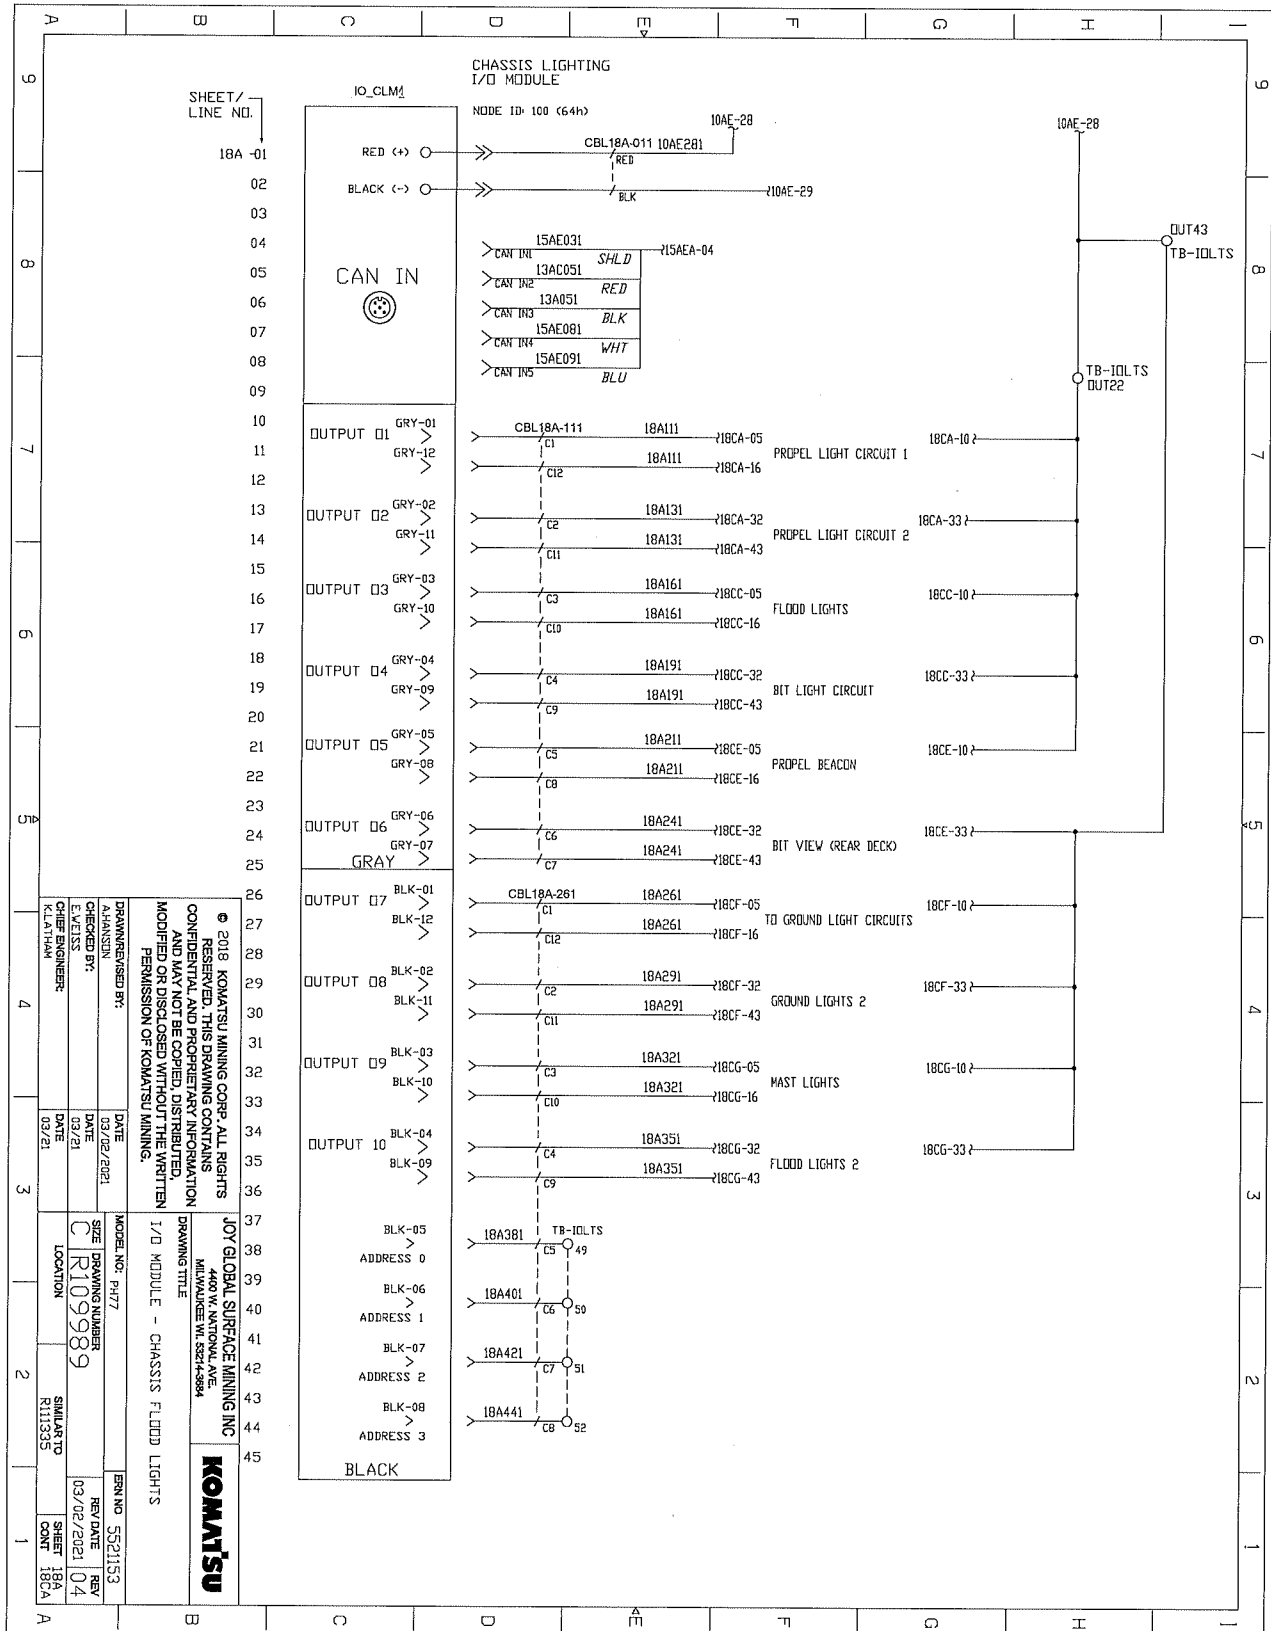 A B C D E F G H I
9
CHASSIS LIGHTING
I/O MODULE
NODE ID: 100 (64h)
SHEET/
LINE NO.
IO_CLM1
10AE-28
10AE-28
18A -01
RED (+)
CBL18A-011 10AE281
RED
02
BLACK (-)
BLK
10AE-29
03
04
CAN IN1
15AE031
SHLD
15AEA-04
OUT43
TB-IOLTS
8
05
CAN IN
CAN IN2
13AC051
RED
06
CAN IN3
13A051
BLK
07
CAN IN4
15AE081
WHT
08
CAN IN5
15AE091
BLU
TB-IOLTS
OUT22
09
10
OUTPUT 01
GRY-01
CBL18A-111
C1
18A111
18CA-05
PROPEL LIGHT CIRCUIT 1
18CA-10
7
11
GRY-12
C12
18A111
18CA-16
12
13
OUTPUT 02
GRY-02
C2
18A131
18CA-32
PROPEL LIGHT CIRCUIT 2
18CA-33
14
GRY-11
C11
18A131
18CA-43
15
16
OUTPUT 03
GRY-03
C3
18A161
18CC-05
FLOOD LIGHTS
18CC-10
17
GRY-10
C10
18A161
18CC-16
6
18
OUTPUT 04
GRY-04
C4
18A191
18CC-32
BIT LIGHT CIRCUIT
18CC-33
19
GRY-09
C9
18A191
18CC-43
20
21
OUTPUT 05
GRY-05
C5
18A211
18CE-05
PROPEL BEACON
18CE-10
22
GRY-08
C8
18A211
18CE-16
23
24
OUTPUT 06
GRY-06
C6
18A241
18CE-32
BIT VIEW (REAR DECK)
18CE-33
5
25
GRAY
GRY-07
C7
18A241
18CE-43
26
OUTPUT 07
BLK-01
CBL18A-261
C1
18A261
18CF-05
TO GROUND LIGHT CIRCUITS
18CF-10
27
BLK-12
C12
18A261
18CF-16
28
29
OUTPUT 08
BLK-02
C2
18A291
18CF-32
GROUND LIGHTS 2
18CF-33
30
BLK-11
C11
18A291
18CF-43
4
31
32
OUTPUT 09
BLK-03
C3
18A321
18CG-05
MAST LIGHTS
18CG-10
33
BLK-10
C10
18A321
18CG-16
34
35
OUTPUT 10
BLK-04
C4
18A351
18CG-32
FLOOD LIGHTS 2
18CG-33
36
BLK-09
C9
18A351
18CG-43
3
37
38
BLK-05
ADDRESS 0
18A381
C5
TB-IOLTS
49
39
40
BLK-06
ADDRESS 1
18A401
C6
50
41
42
BLK-07
ADDRESS 2
18A421
C7
51
2
43
44
BLK-08
ADDRESS 3
18A441
C8
52
45
BLACK
1
© 2018 KOMATSU MINING CORP. ALL RIGHTS
RESERVED. THIS DRAWING CONTAINS
CONFIDENTIAL AND PROPRIETARY INFORMATION
AND MAY NOT BE COPIED, DISTRIBUTED,
MODIFIED OR DISCLOSED WITHOUT THE WRITTEN
PERMISSION OF KOMATSU MINING.
JOY GLOBAL SURFACE MINING INC
4400 W. NATIONAL AVE.
MILWAUKEE WI. 53214-3684
KOMATSU
DRAWING TITLE
I/O MODULE - CHASSIS FLOOD LIGHTS
DRAWN/REVISED BY:
A.HANSON
DATE
03/02/2021
CHECKED BY:
E.WEISS
DATE
03/21
CHIEF ENGINEER:
K.LATHAM
DATE
03/21
MODEL NO: PH77
ERN NO 5521153
SIZE
C
DRAWING NUMBER
R109989
REV DATE
03/02/2021
REV
04
LOCATION
SIMILAR TO
R111335
SHEET 18A
CONT 18CA
9
8
7
6
5
4
3
2
1
A B C D E F G H I